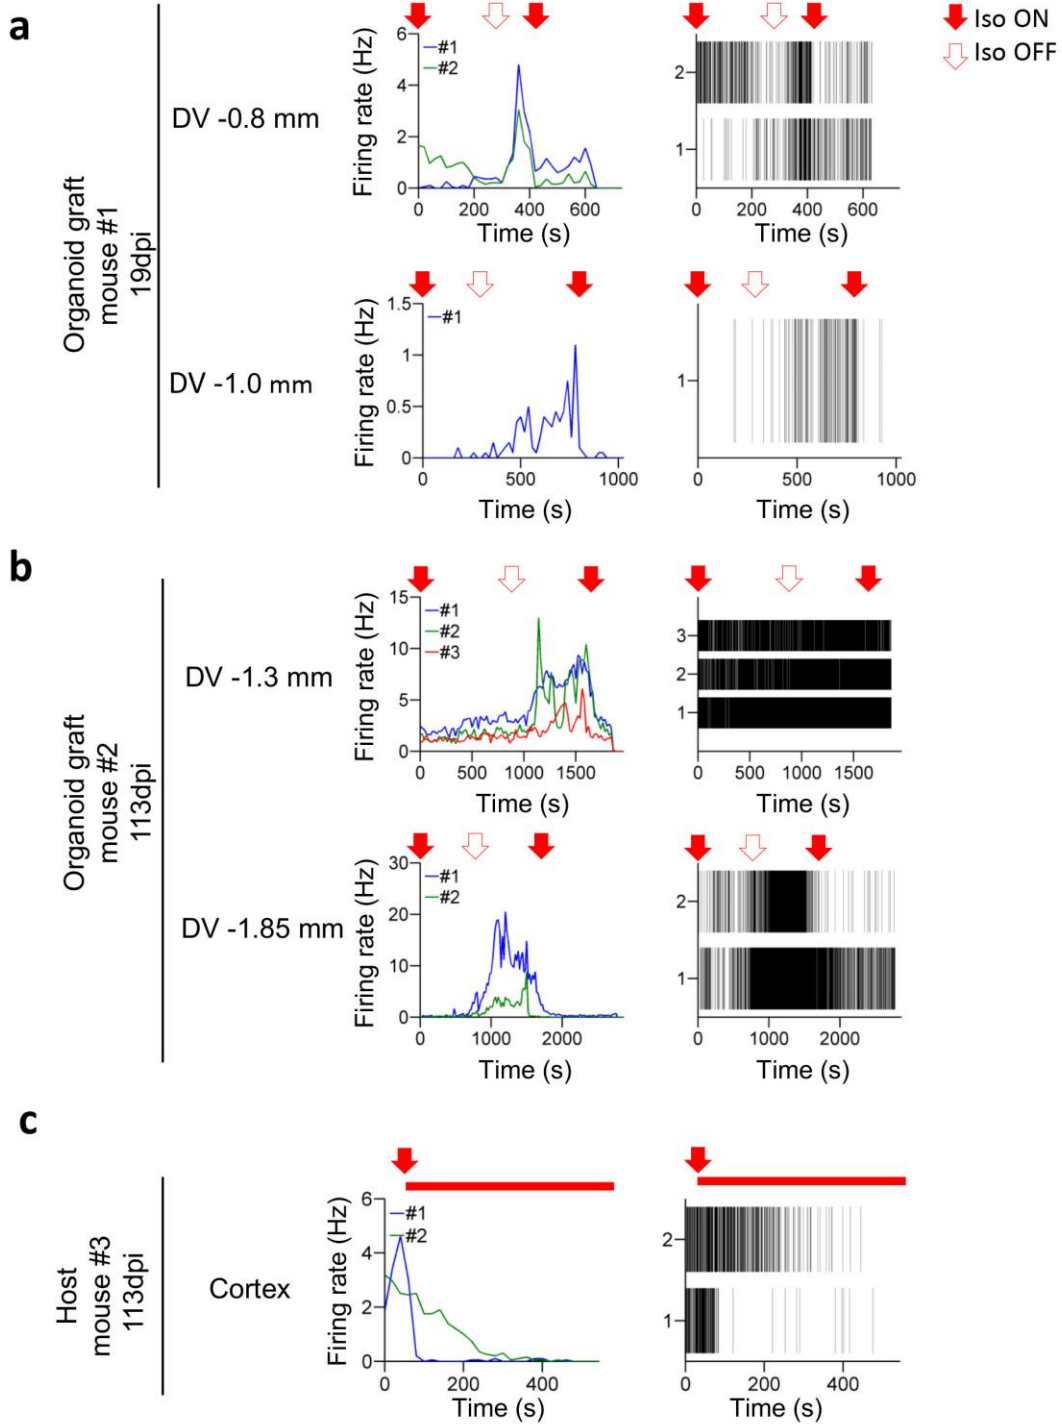 a
Iso ON
Iso OFF
Organoid graft
mouse #1
19dpi
DV -0.8 mm
Firing rate (Hz)
6
4
2
0
#1
#2
0 200 400 600
Time (s)
2
1
0 200 400 600
Time (s)
DV -1.0 mm
Firing rate (Hz)
1.5
1
0.5
0
#1
0 500 1000
Time (s)
1
0 500 1000
Time (s)
b
Organoid graft
mouse #2
113dpi
DV -1.3 mm
Firing rate (Hz)
15
10
5
0
#1
#2
#3
0 500 1000 1500
Time (s)
3
2
1
0 500 1000 1500
Time (s)
DV -1.85 mm
Firing rate (Hz)
30
20
10
0
#1
#2
0 1000 2000
Time (s)
2
1
0 1000 2000
Time (s)
c
Host
mouse #3
113dpi
Cortex
Firing rate (Hz)
6
4
2
0
#1
#2
0 200 400
Time (s)
2
1
0 200 400
Time (s)